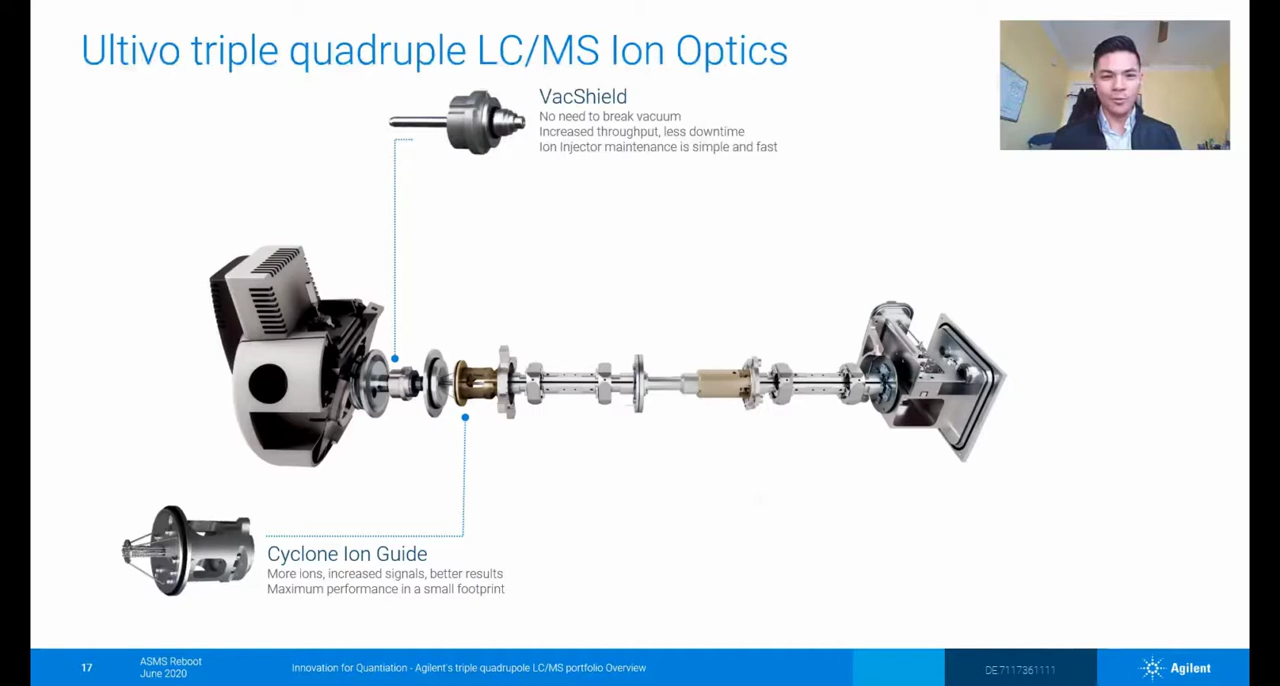 Ultivo triple quadruple LC/MS Ion Optics
VacShield
No need to break vacuum
Increased throughput, less downtime
Ion Injector maintenance is simple and fast
Cyclone Ion Guide
More ions, increased signals, better results
Maximum performance in a small footprint
17
ASMS Reboot
June 2020
Innovation for Quantiation - Agilent's triple quadrupole LC/MS portfolio Overview
DE.7117361111
Agilent